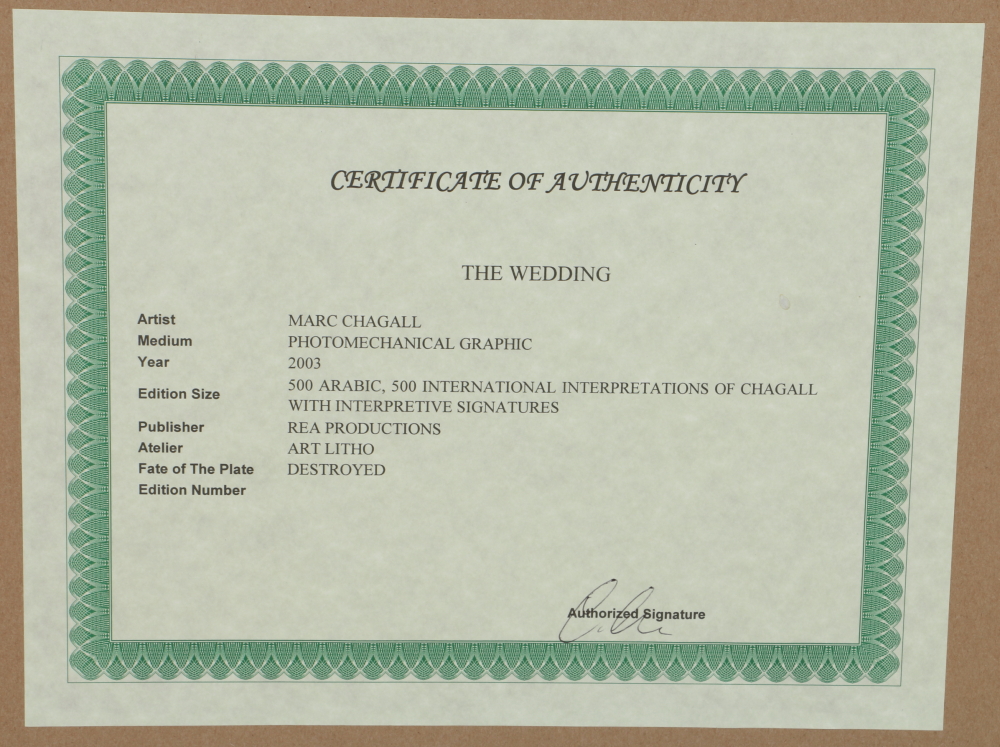 CERTIFICATE OF AUTHENTICITY
THE WEDDING
Artist MARC CHAGALL
Medium PHOTOMECHANICAL GRAPHIC
Year 2003
Edition Size 500 ARABIC, 500 INTERNATIONAL INTERPRETATIONS OF CHAGALL
WITH INTERPRETIVE SIGNATURES
Publisher REA PRODUCTIONS
Atelier ART LITHO
Fate of The Plate DESTROYED
Edition Number
Authorized Signature